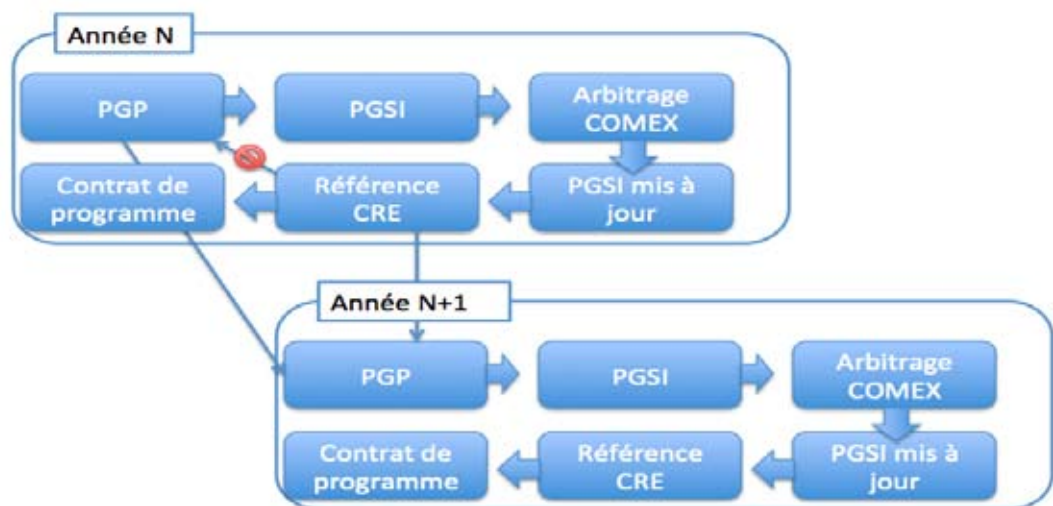 Année N
PGP
PGSI
Arbitrage
COMEX
Contrat de
programme
Référence
CRE
PGSI mis à
jour
Année N+1
PGP
PGSI
Arbitrage
COMEX
Contrat de
programme
Référence
CRE
PGSI mis à
jour